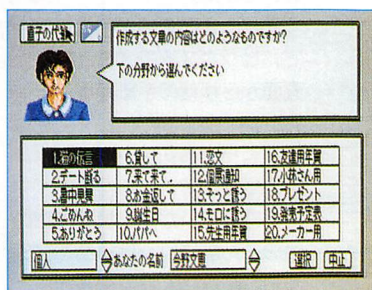 直子の代筆
作成する文章の内容はどのようなものですか?
下の分野から選んでください
1.猫の伝言 6.貸して 11.恋文 16.友達用年賀
2.デート断る 7.来て来て. 12.個展通知 17.小林さん用
3.暑中見舞 8.お金返して 13.そっと誘う 18.プレゼント
4.ごめんね 9.誕生日 14.モロに誘う 19.発表予定表
5.ありがとう 10.パパへ 15.先生用年賀 20.メーカー用
個人 あなたの名前 今野文恵 選択 中止